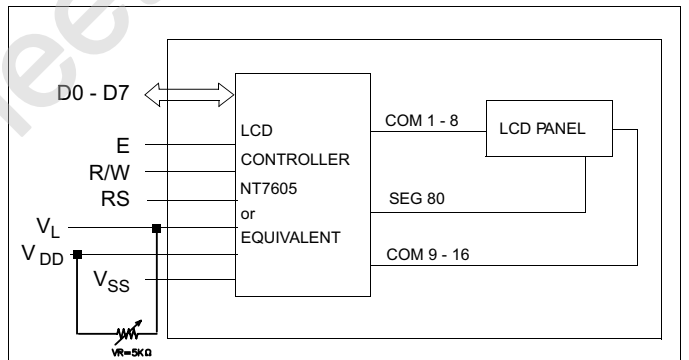 D0 - D7
E
R/W
RS
VL
VDD
VSS
VR=5KΩ
LCD
CONTROLLER
NT7605
or
EQUIVALENT
COM 1 - 8
SEG 80
COM 9 - 16
LCD PANEL